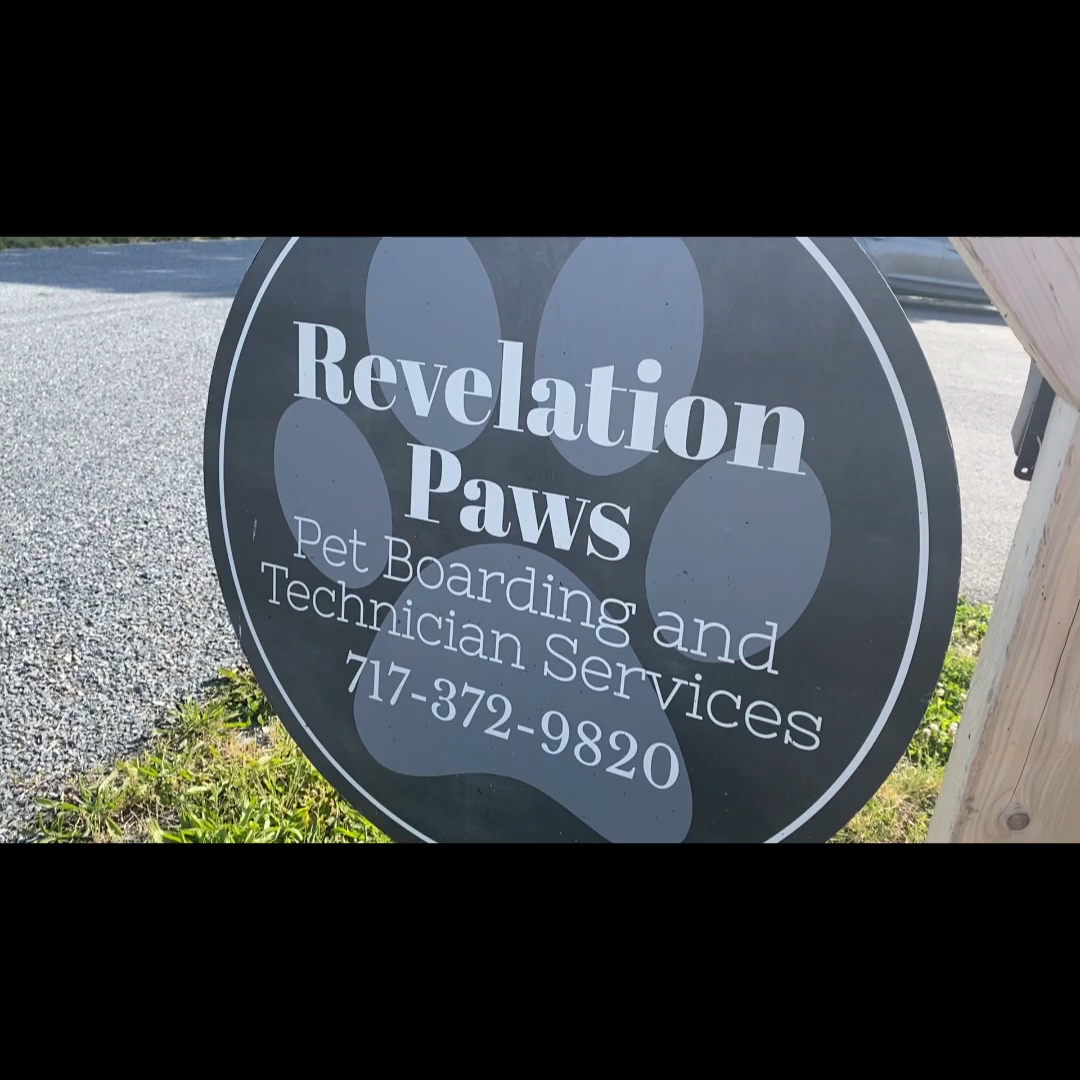 Revelation
Paws
Pet Boarding and
Technician Services
717-372-9820